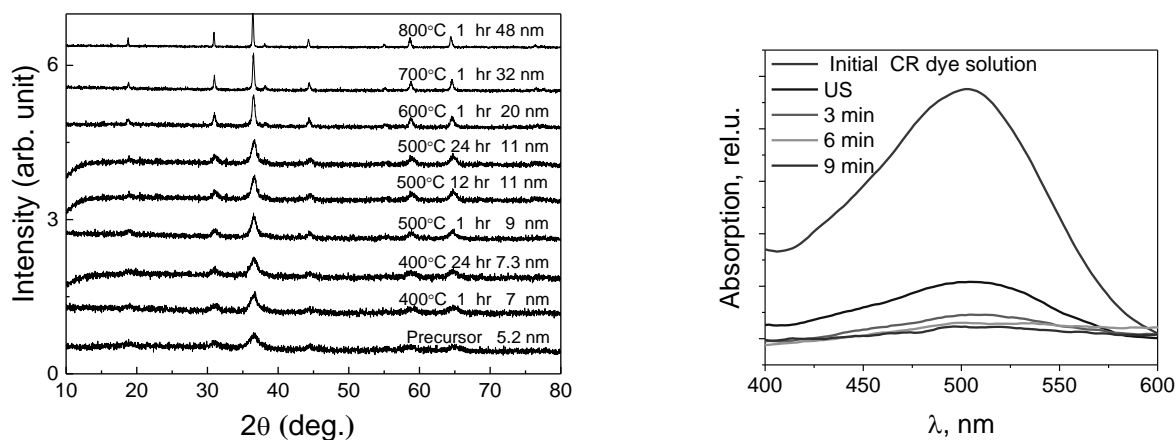 800°C 1 hr 48 nm
6
700°C 1 hr 32 nm
600°C 1 hr 20 nm
500°C 24 hr 11 nm
500°C 12 hr 11 nm
3
500°C 1 hr 9 nm
400°C 24 hr 7.3 nm
400°C 1 hr 7 nm
Precursor 5.2 nm
0
10 20 30 40 50 60 70 80
2θ (deg.)
Intensity (arb. unit)
Initial CR dye solution
US
3 min
6 min
9 min
Absorption, rel.u.
400 450 500 550 600
λ, nm